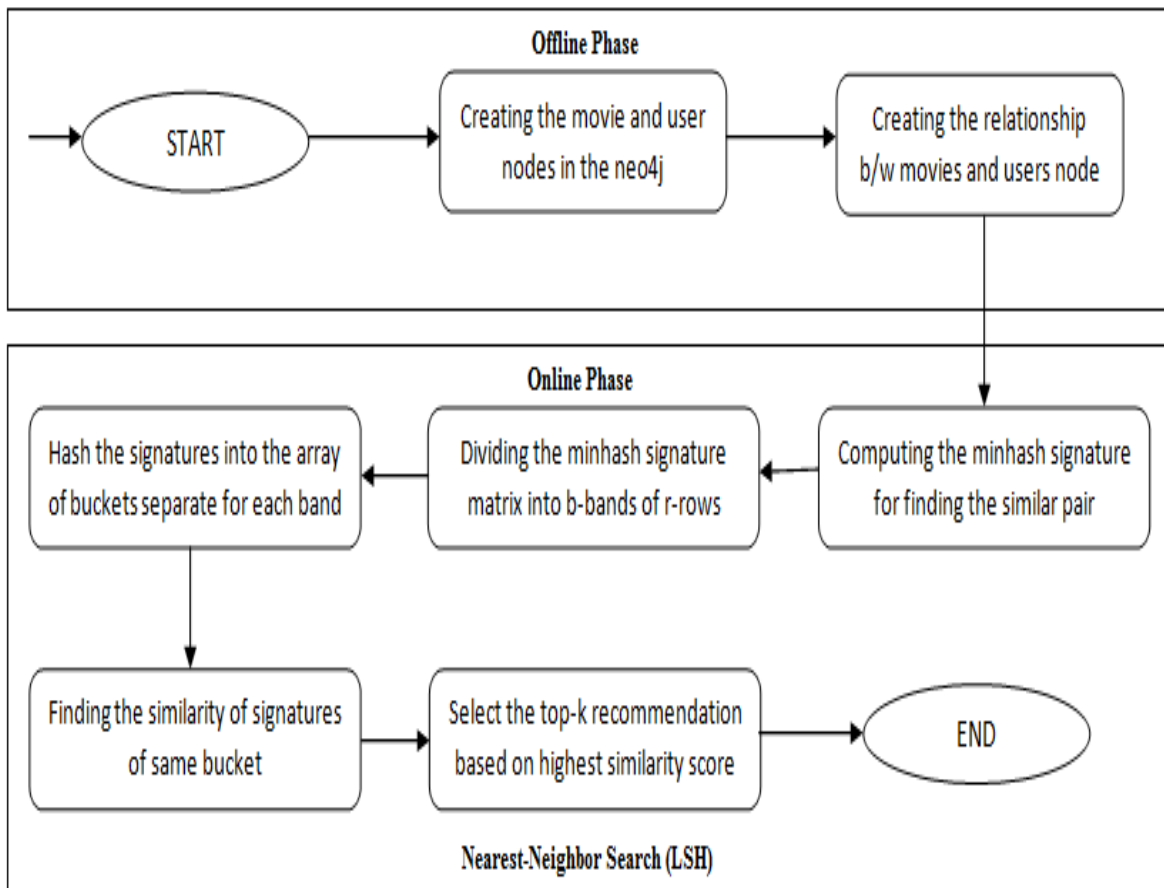 Offline Phase
START
Creating the movie and user
nodes in the neo4j
Creating the relationship
b/w movies and users node
Online Phase
Computing the minhash signature
for finding the similar pair
Dividing the minhash signature
matrix into b-bands of r-rows
Hash the signatures into the array
of buckets separate for each band
Finding the similarity of signatures
of same bucket
Select the top-k recommendation
based on highest similarity score
END
Nearest-Neighbor Search (LSH)